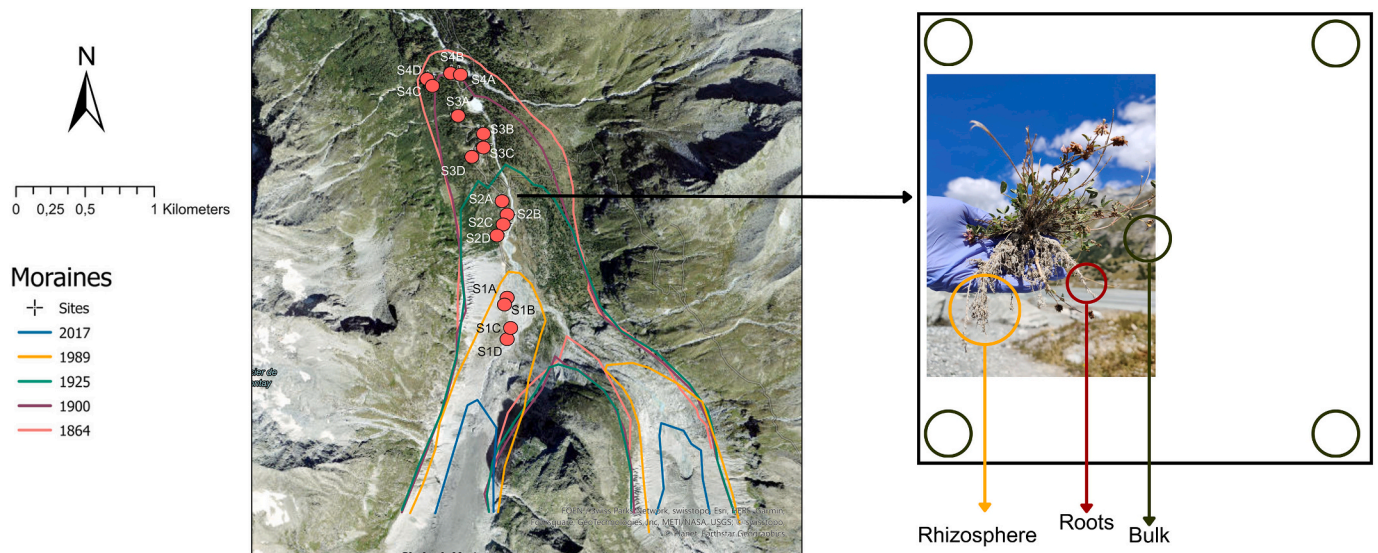 N
0 0,25 0,5 1 Kilometers
Moraines
Sites
2017
1989
1925
1900
1864
S4B
S4D
S4A
S4C
S3A
S3B
S3C
S3D
S2A
S2B
S2C
S2D
S1A
S1B
S1C
S1D
Rhizosphere
Roots
Bulk